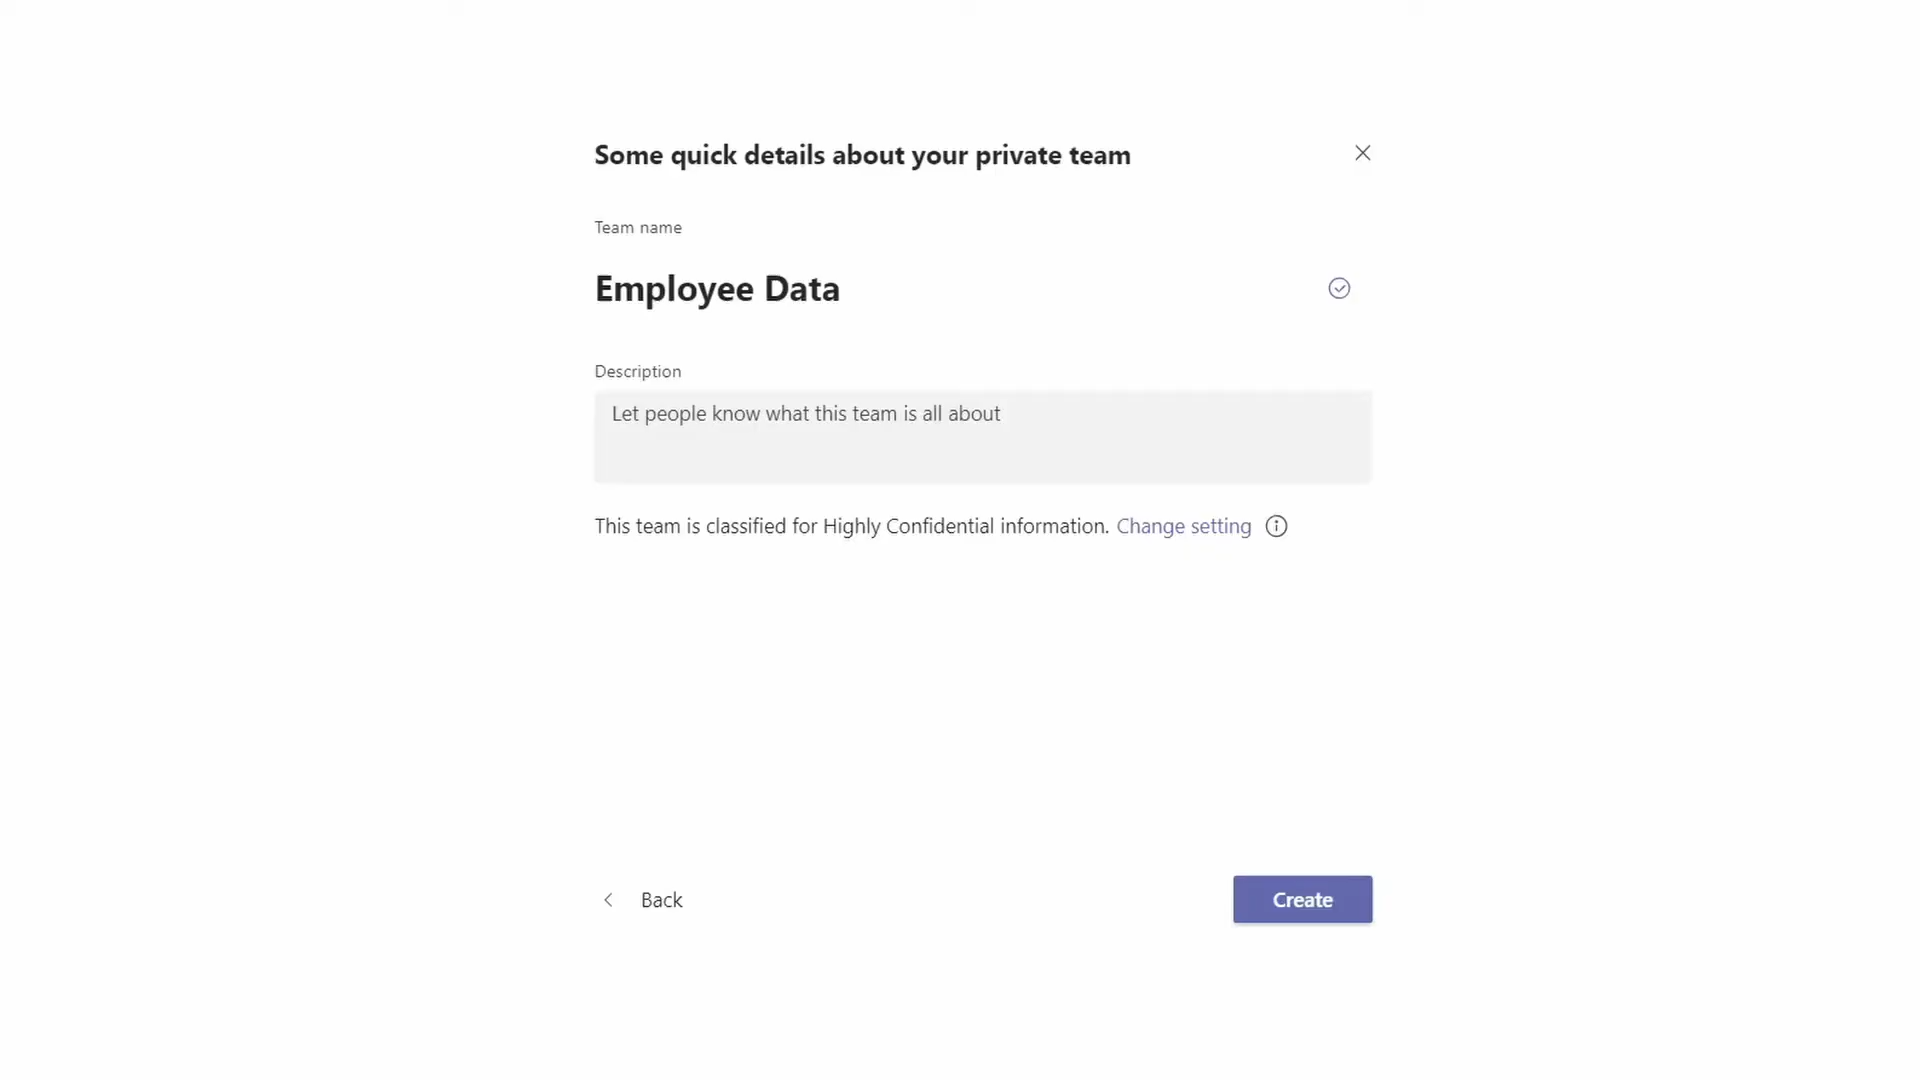 Some quick details about your private team
Team name
Employee Data
Description
Let people know what this team is all about
This team is classified for Highly Confidential information. Change setting
Back
Create